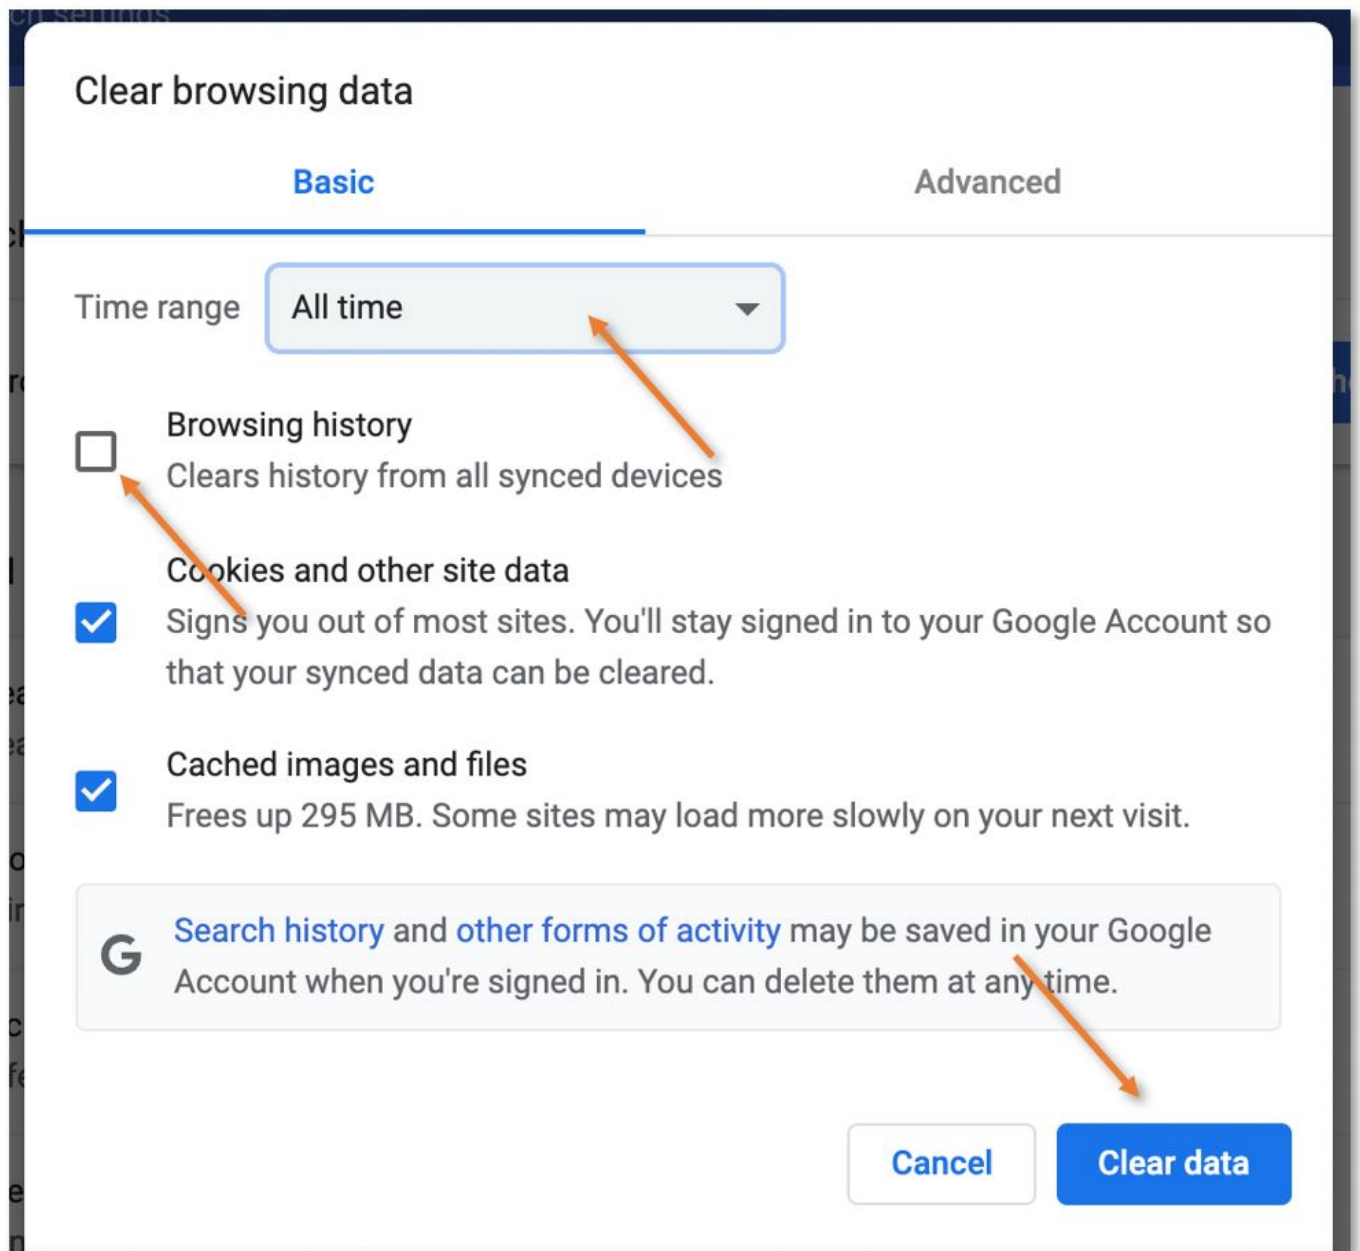 ch settings
Clear browsing data
Basic Advanced
Time range All time
Browsing history
Clears history from all synced devices
Cookies and other site data
Signs you out of most sites. You'll stay signed in to your Google Account so
that your synced data can be cleared.
Cached images and files
Frees up 295 MB. Some sites may load more slowly on your next visit.
G
Search history and other forms of activity may be saved in your Google
Account when you're signed in. You can delete them at any time.
Cancel Clear data